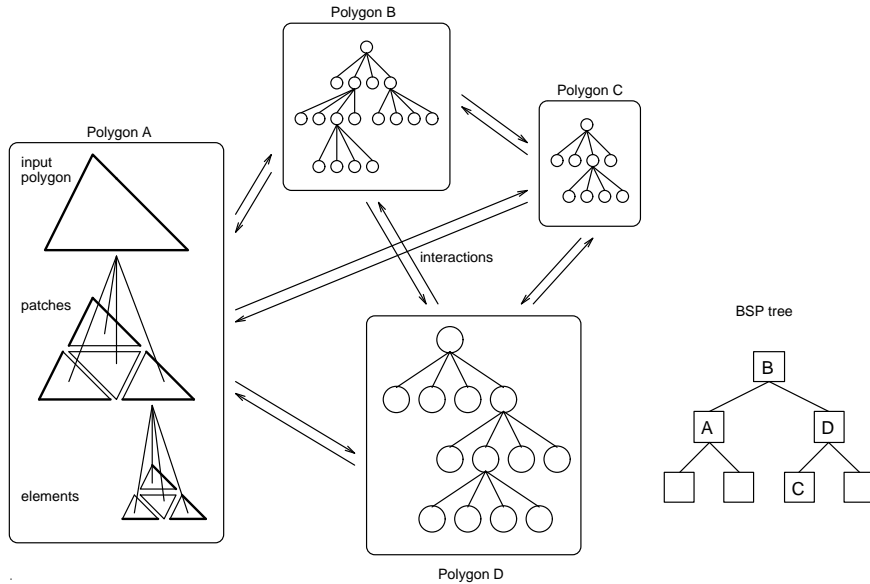 Polygon B
Polygon C
Polygon A
input
polygon
interactions
patches
BSP tree
B
A
D
C
elements
Polygon D